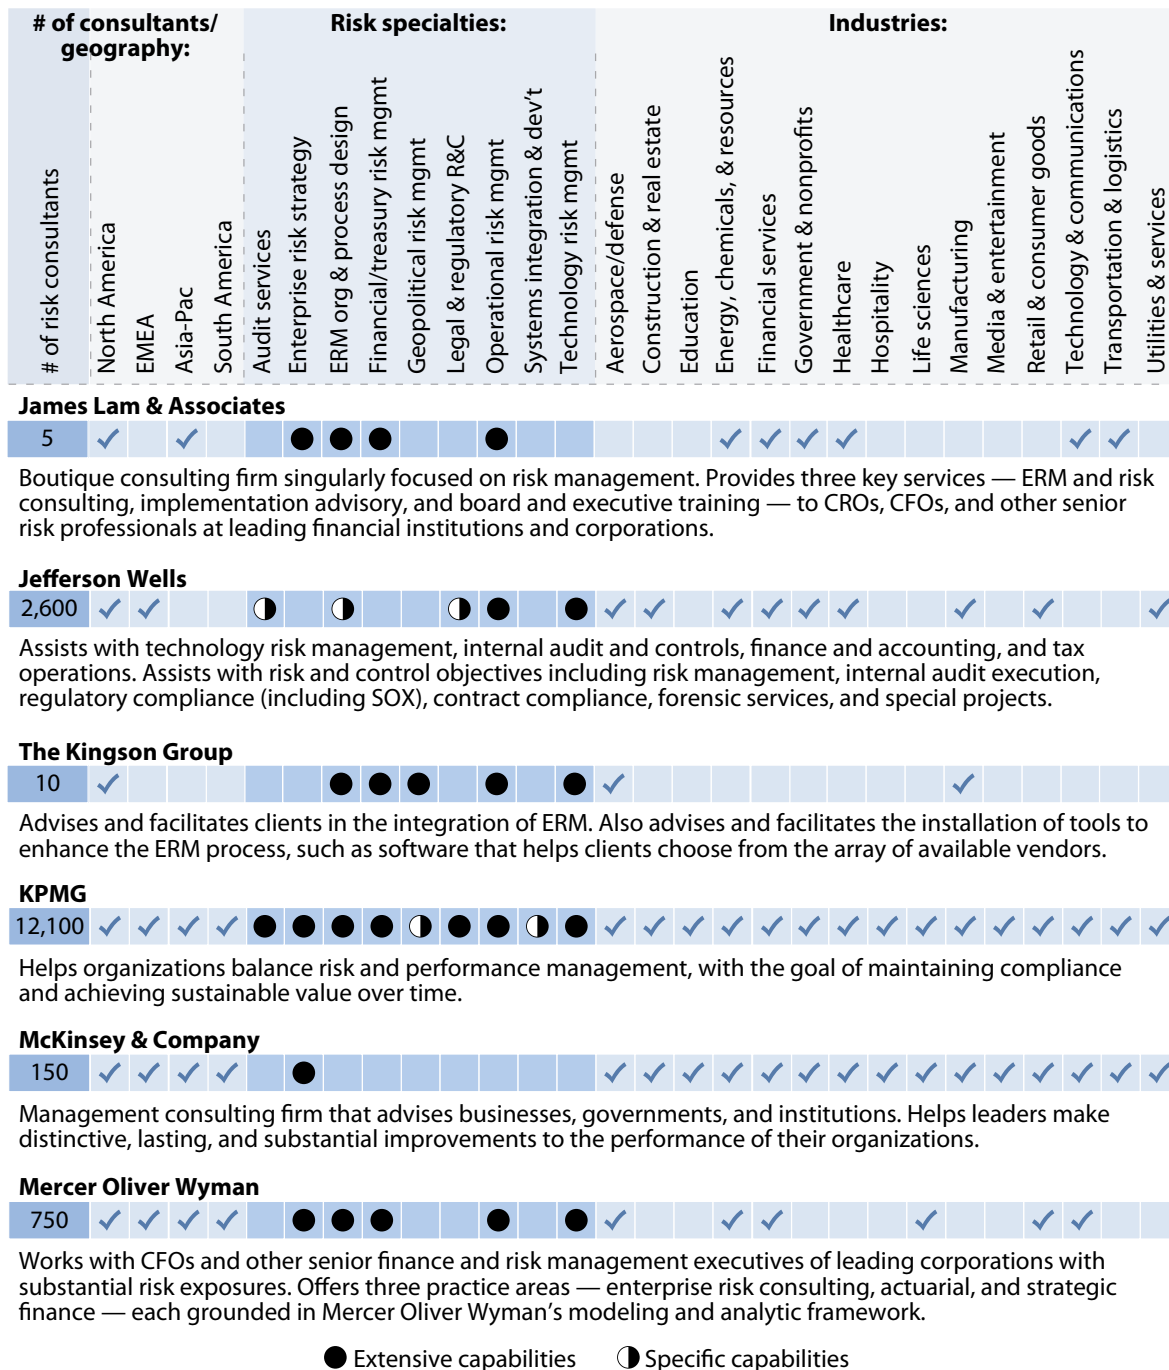 # of consultants/
geography:
Risk specialties:
Industries:
# of risk consultants
North America
EMEA
Asia-Pac
South America
Audit services
Enterprise risk strategy
ERM org & process design
Financial/treasury risk mgmt
Geopolitical risk mgmt
Legal & regulatory R&C
Operational risk mgmt
Systems integration & dev't
Technology risk mgmt
Aerospace/defense
Construction & real estate
Education
Energy, chemicals, & resources
Financial services
Government & nonprofits
Healthcare
Hospitality
Life sciences
Manufacturing
Media & entertainment
Retail & consumer goods
Technology & communications
Transportation & logistics
Utilities & services
James Lam & Associates
5
Boutique consulting firm singularly focused on risk management. Provides three key services — ERM and risk
consulting, implementation advisory, and board and executive training — to CROs, CFOs, and other senior
risk professionals at leading financial institutions and corporations.
Jefferson Wells
2,600
Assists with technology risk management, internal audit and controls, finance and accounting, and tax
operations. Assists with risk and control objectives including risk management, internal audit execution,
regulatory compliance (including SOX), contract compliance, forensic services, and special projects.
The Kingson Group
10
Advises and facilitates clients in the integration of ERM. Also advises and facilitates the installation of tools to
enhance the ERM process, such as software that helps clients choose from the array of available vendors.
KPMG
12,100
Helps organizations balance risk and performance management, with the goal of maintaining compliance
and achieving sustainable value over time.
McKinsey & Company
150
Management consulting firm that advises businesses, governments, and institutions. Helps leaders make
distinctive, lasting, and substantial improvements to the performance of their organizations.
Mercer Oliver Wyman
750
Works with CFOs and other senior finance and risk management executives of leading corporations with
substantial risk exposures. Offers three practice areas — enterprise risk consulting, actuarial, and strategic
finance — each grounded in Mercer Oliver Wyman's modeling and analytic framework.
Extensive capabilities
Specific capabilities